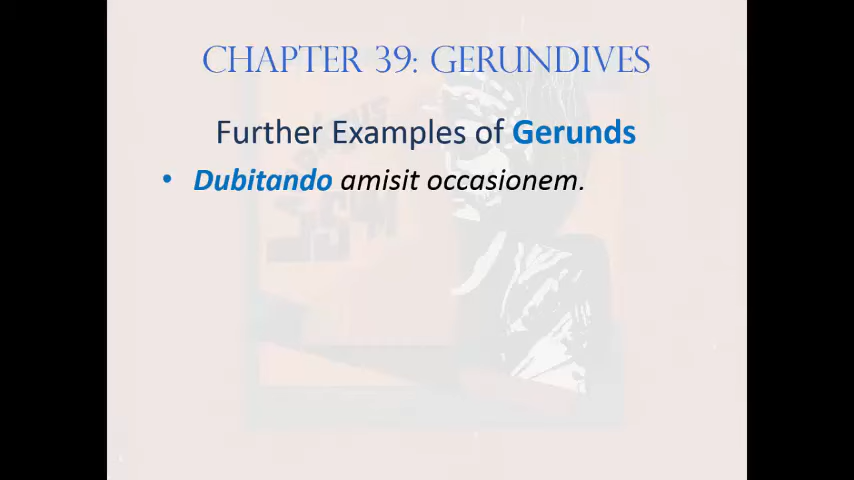 CHAPTER 39: GERUNDIVES
Further Examples of Gerunds
• Dubitando amisit occasionem.